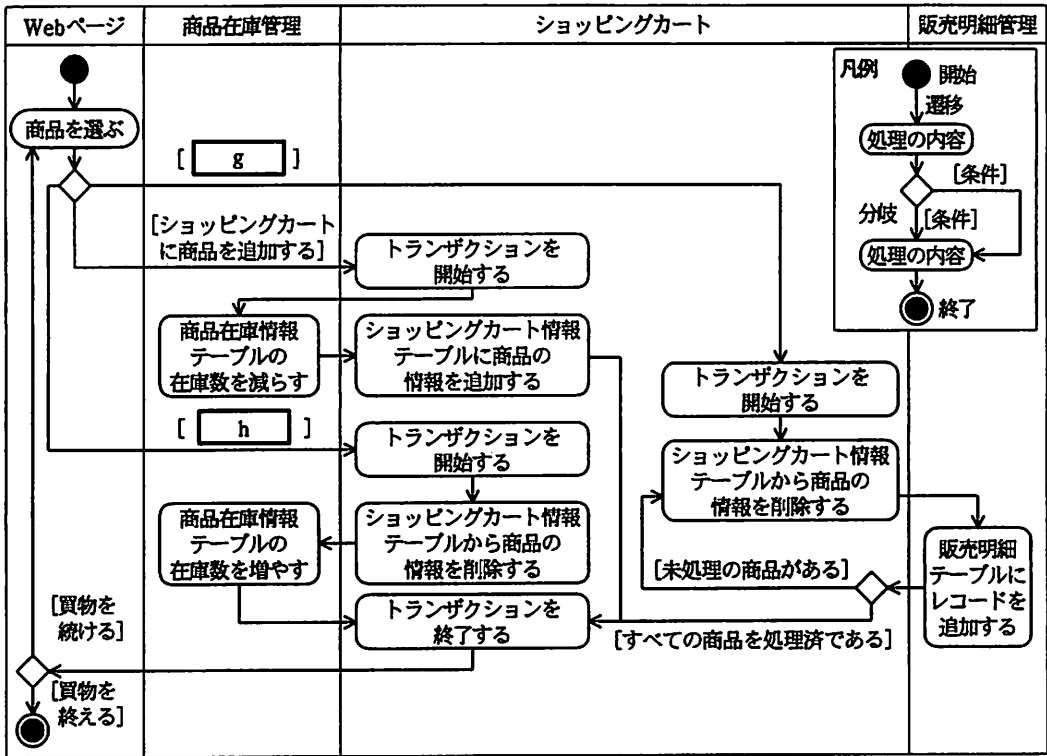 Webページ
商品在庫管理
ショッピングカート
販売明細管理
凡例
開始
遷移
処理の内容
[条件]
分岐
[条件]
処理の内容
終了
商品を選ぶ
[ g ]
[ショッピングカート
に商品を追加する]
トランザクションを
開始する
商品在庫情報
テーブルの
在庫数を減らす
ショッピングカート情報
テーブルに商品の
情報を追加する
トランザクションを
開始する
[ h ]
トランザクションを
開始する
ショッピングカート情報
テーブルから商品の
情報を削除する
商品在庫情報
テーブルの
在庫数を増やす
ショッピングカート情報
テーブルから商品の
情報を削除する
販売明細
テーブルに
レコードを
追加する
[未処理の商品がある]
[すべての商品を処理済である]
トランザクションを
終了する
[買物を
続ける]
[買物を
終える]